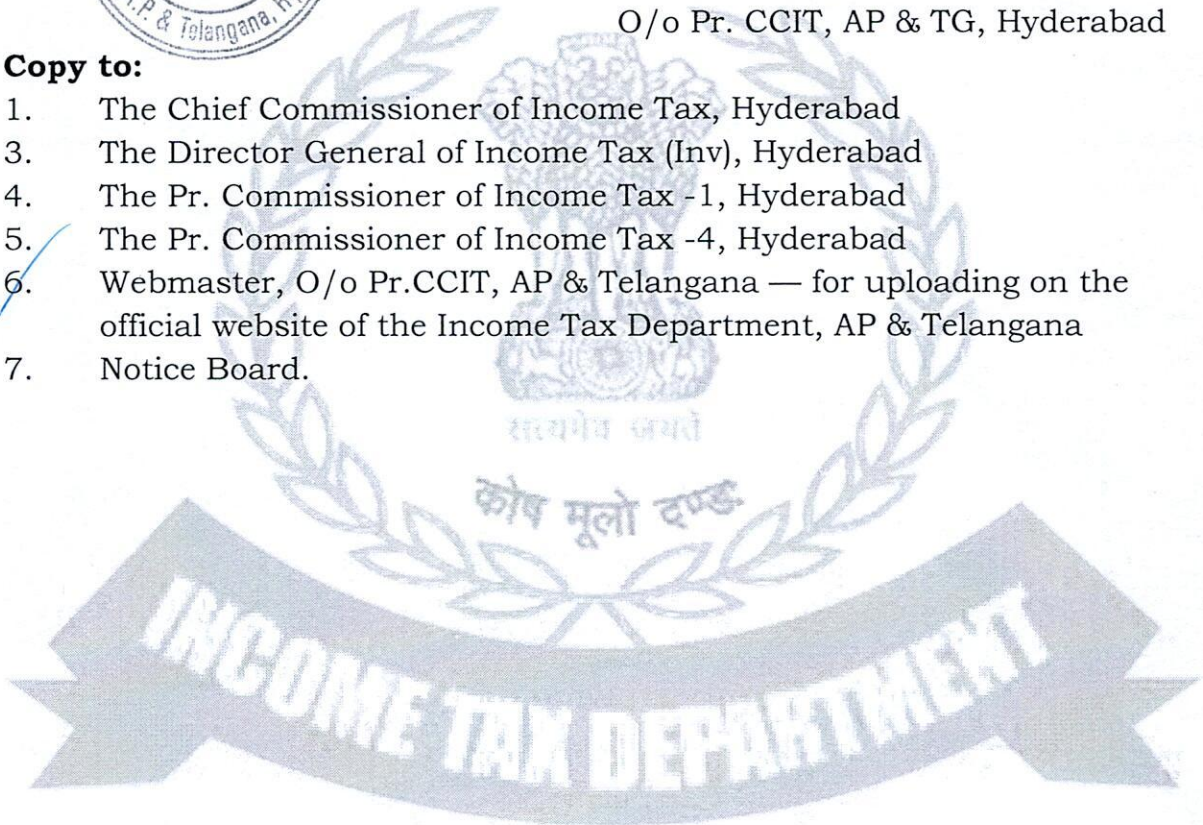 A.P. & Telangana, H
O/o Pr. CCIT, AP & TG, Hyderabad
Copy to:
1. The Chief Commissioner of Income Tax, Hyderabad
3. The Director General of Income Tax (Inv), Hyderabad
4. The Pr. Commissioner of Income Tax -1, Hyderabad
5. The Pr. Commissioner of Income Tax -4, Hyderabad
6. Webmaster, O/o Pr.CCIT, AP & Telangana — for uploading on the
official website of the Income Tax Department, AP & Telangana
7. Notice Board.
सत्यमेव जयते
कोष मूलो दण्डः
INCOME TAX DEPARTMENT